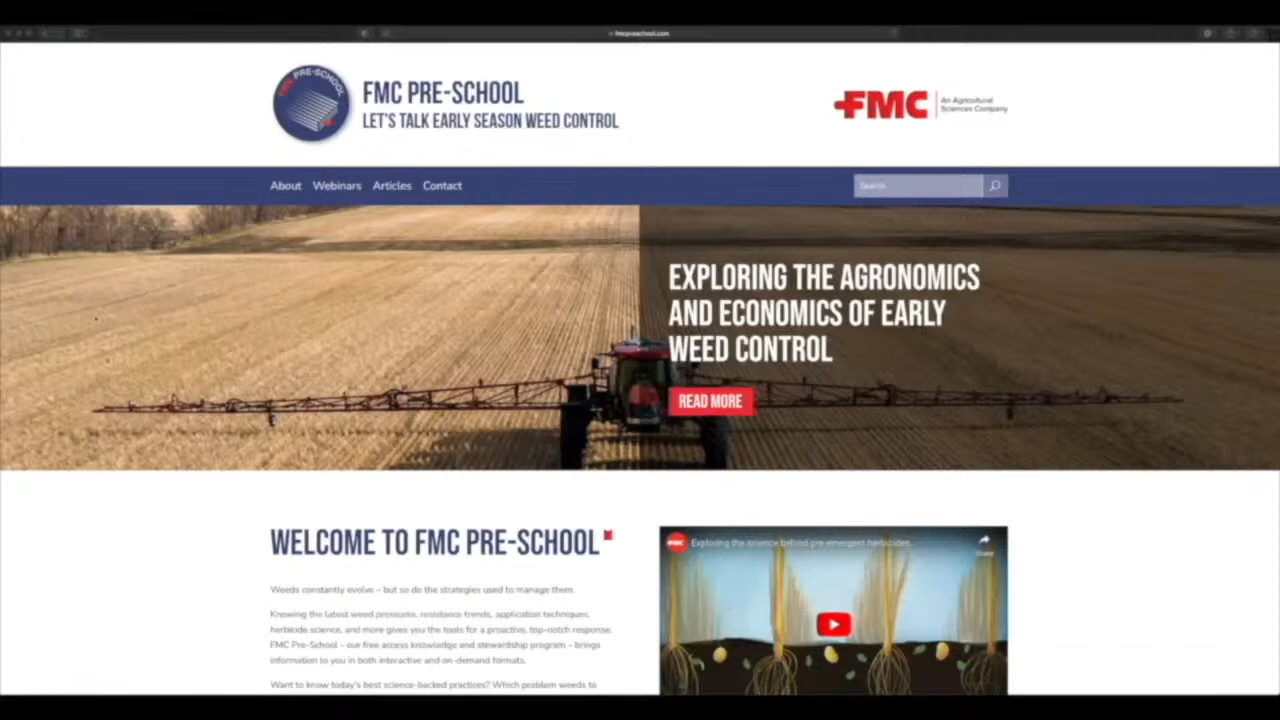 fmcpreschool.com
FMC PRE-SCHOOL
FMC PRE-SCHOOL
LET'S TALK EARLY SEASON WEED CONTROL
FMC
An Agricultural
Sciences Company
About Webinars Articles Contact
Search
EXPLORING THE AGRONOMICS
AND ECONOMICS OF EARLY
WEED CONTROL
READ MORE
WELCOME TO FMC PRE-SCHOOL
FMC
Exploring the science behind pre-emergent herbicides
Share
Weeds constantly evolve – but so do the strategies used to manage them.
Knowing the latest weed pressures, resistance trends, application techniques,
herbicide science, and more gives you the tools for a proactive, top-notch response.
FMC Pre-School – our free access knowledge and stewardship program – brings
information to you in both interactive and on-demand formats.
Want to know today's best science-backed practices? Which problem weeds to